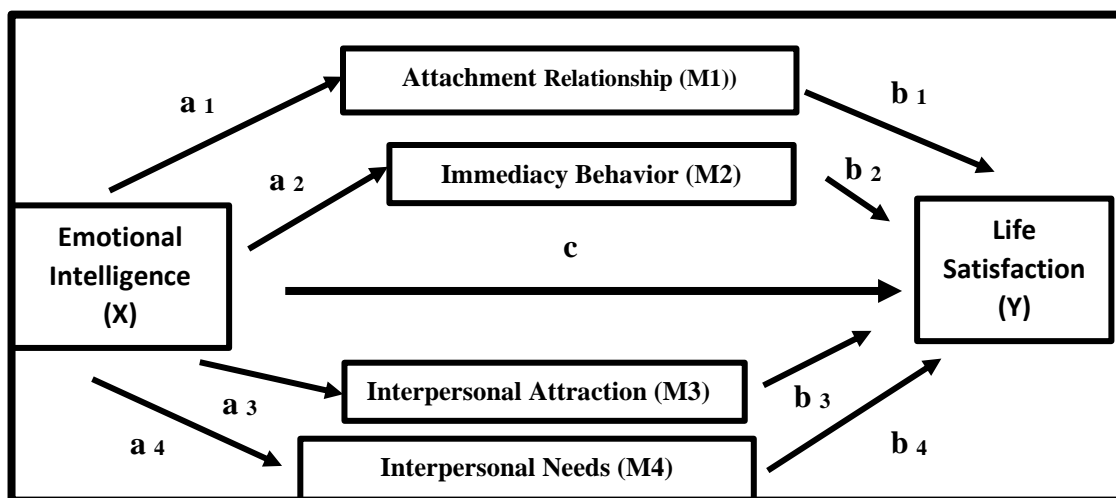 Attachment Relationship (M1))
a 1
b 1
Immediacy Behavior (M2)
a 2
b 2
Emotional
Intelligence
(X)
c
Life
Satisfaction
(Y)
Interpersonal Attraction (M3)
a 3
b 3
Interpersonal Needs (M4)
a 4
b 4